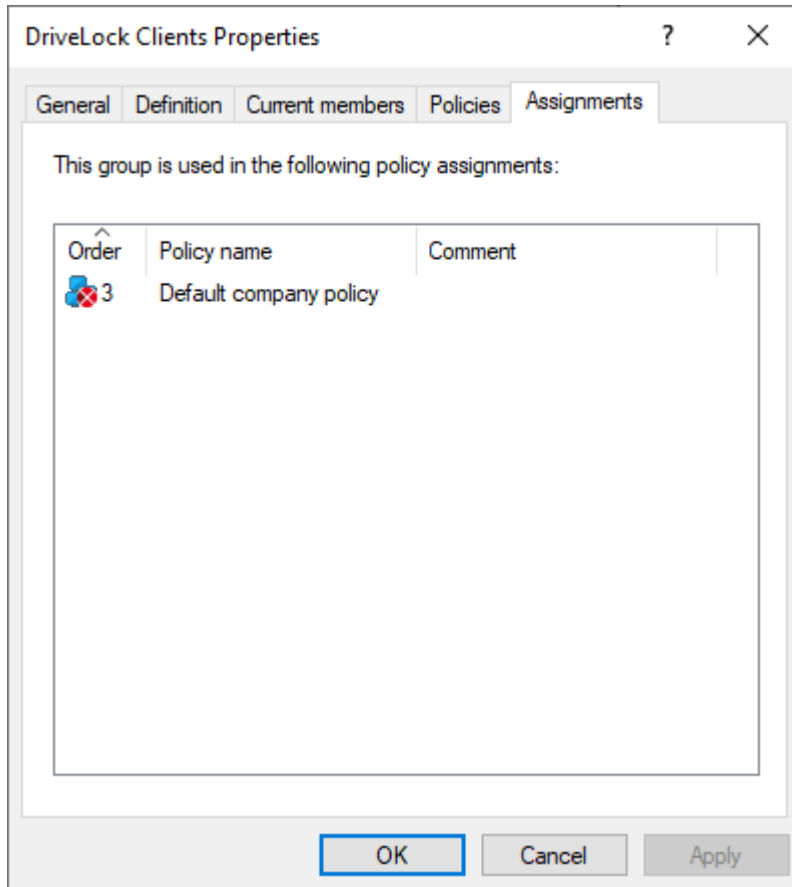 DriveLock Clients Properties ?
General Definition Current members Policies Assignments
This group is used in the following policy assignments:
Order Policy name Comment
3 Default company policy
OK Cancel Apply